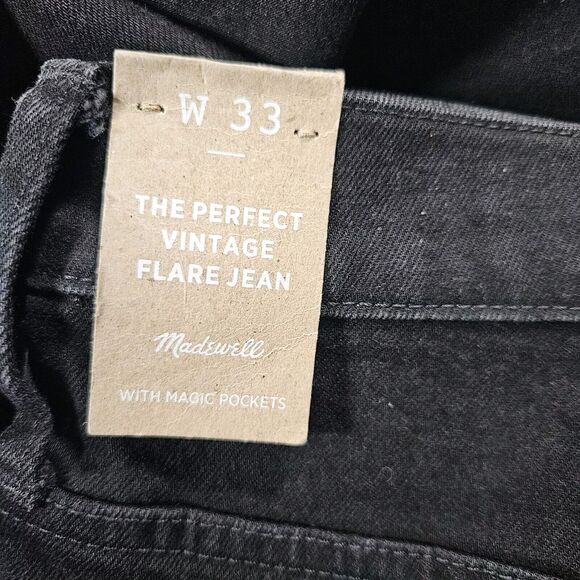 W 33
THE PERFECT
VINTAGE
FLARE JEAN
Madewell
WITH MAGIC POCKETS